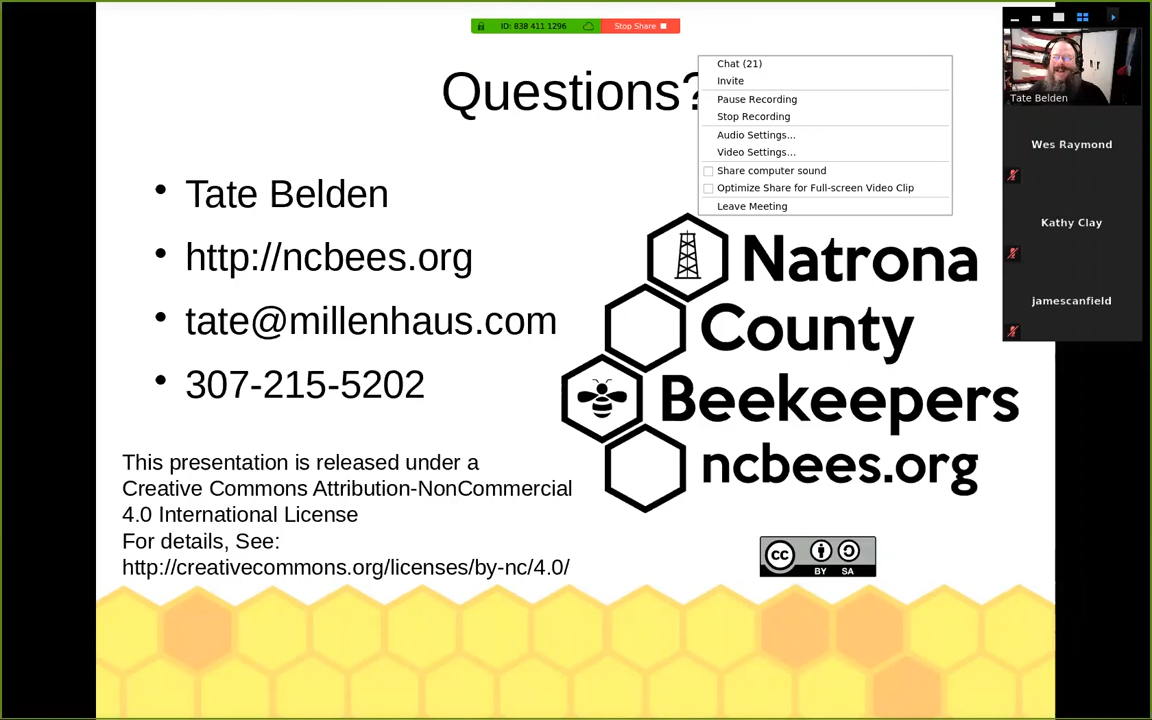 ID: 838 411 1296
Stop Share
Questions?
Chat (21)
Invite
Pause Recording
Stop Recording
Audio Settings...
Video Settings...
Share computer sound
Optimize Share for Full-screen Video Clip
Leave Meeting
Tate Belden
Wes Raymond
Kathy Clay
jamescanfield
• Tate Belden
• http://ncbees.org
• tate@millenhaus.com
• 307-215-5202
Natrona
County
Beekeepers
ncbees.org
This presentation is released under a
Creative Commons Attribution-NonCommercial
4.0 International License
For details, See:
http://creativecommons.org/licenses/by-nc/4.0/
cc
BY SA